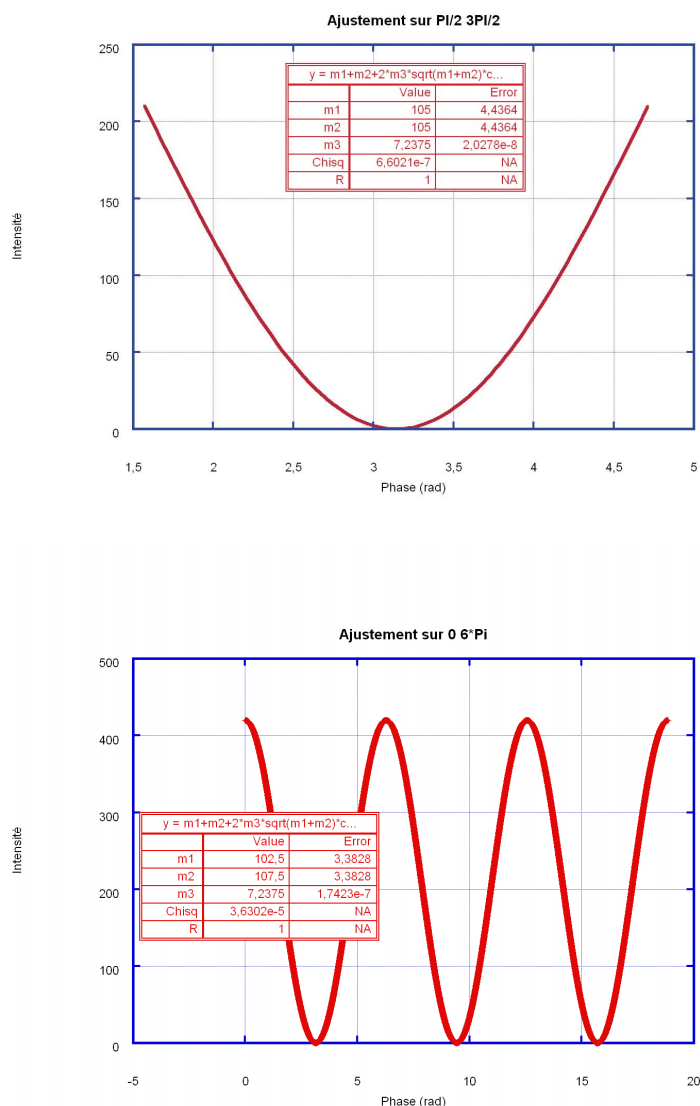 Ajustement sur PI/2 3PI/2
250
200
150
100
50
0
Intensité
y = m1+m2+2*m3*sqrt(m1+m2)*c...
Value Error
m1 105 4,4364
m2 105 4,4364
m3 7,2375 2,0278e-8
Chisq 6,6021e-7 NA
R 1 NA
1,5 2 2,5 3 3,5 4 4,5 5
Phase (rad)
Ajustement sur 0 6*Pi
500
400
300
200
100
0
Intensité
y = m1+m2+2*m3*sqrt(m1+m2)*c...
Value Error
m1 102,5 3,3828
m2 107,5 3,3828
m3 7,2375 1,7423e-7
Chisq 3,6302e-5 NA
R 1 NA
-5 0 5 10 15 20
Phase (rad)